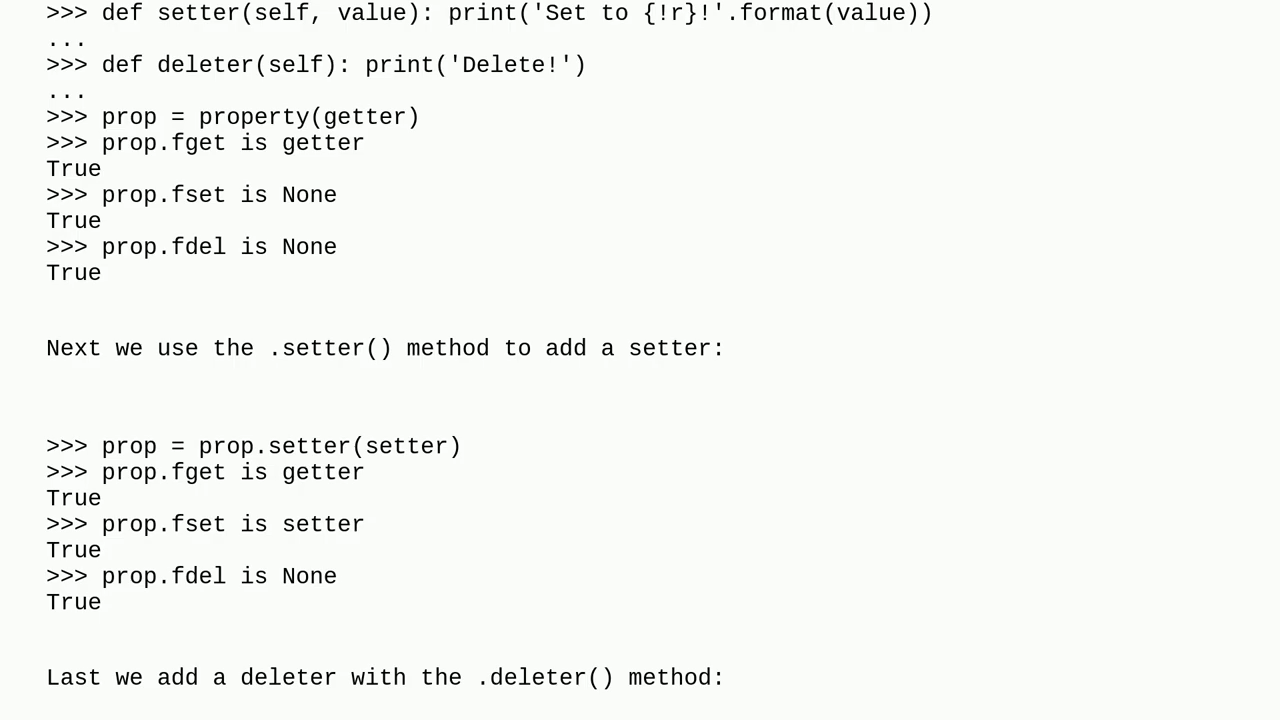 >>> def setter(self, value): print('Set to {!r}!'.format(value))
...
>>> def deleter(self): print('Delete!')
...
>>> prop = property(getter)
>>> prop.fget is getter
True
>>> prop.fset is None
True
>>> prop.fdel is None
True
Next we use the .setter() method to add a setter:
>>> prop = prop.setter(setter)
>>> prop.fget is getter
True
>>> prop.fset is setter
True
>>> prop.fdel is None
True
Last we add a deleter with the .deleter() method: